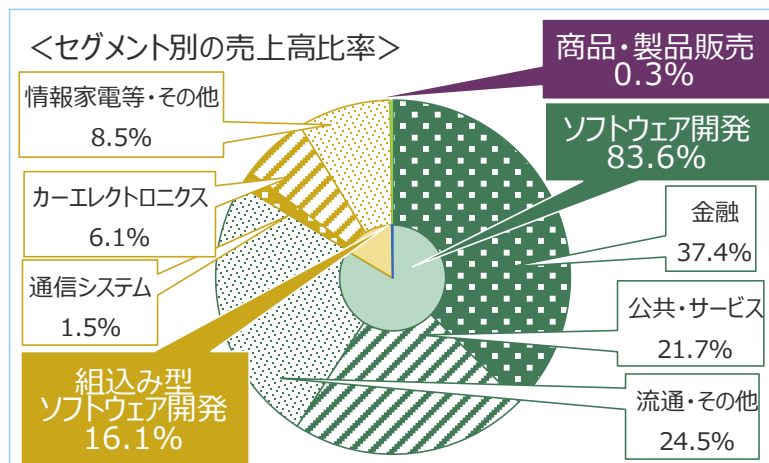 ＜セグメント別の売上高比率＞
商品・製品販売
0.3%
ソフトウェア開発
83.6%
金融
37.4%
公共・サービス
21.7%
流通・その他
24.5%
情報家電等・その他
8.5%
カーエレクトロニクス
6.1%
通信システム
1.5%
組込み型
ソフトウェア開発
16.1%